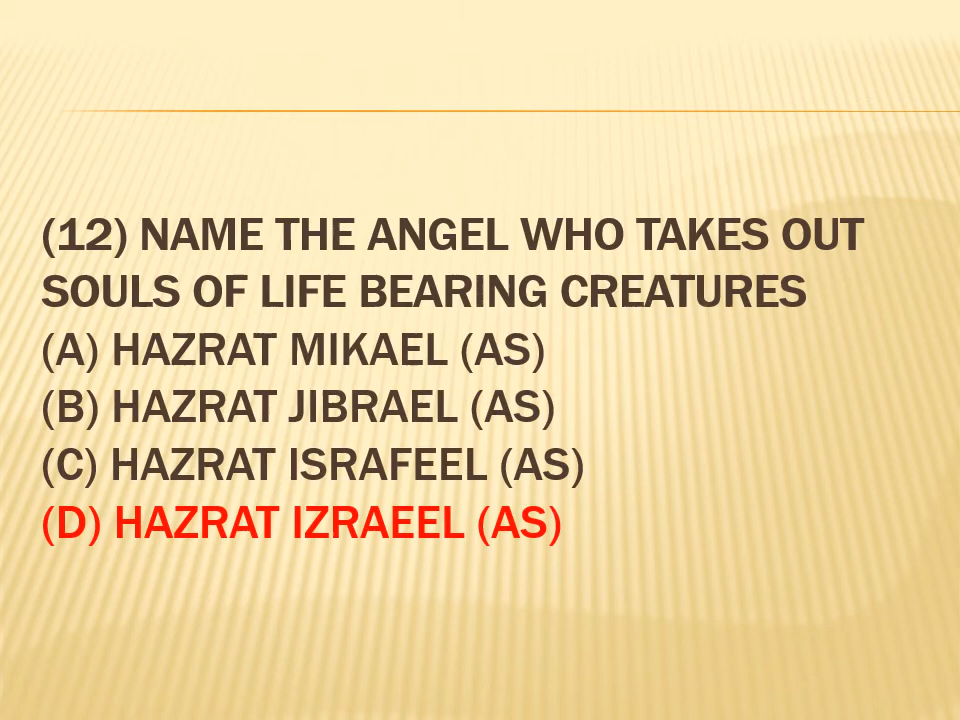 (12) NAME THE ANGEL WHO TAKES OUT
SOULS OF LIFE BEARING CREATURES
(A) HAZRAT MIKAEL (AS)
(B) HAZRAT JIBRAEL (AS)
(C) HAZRAT ISRAFEEL (AS)
(D) HAZRAT IZRAEEL (AS)